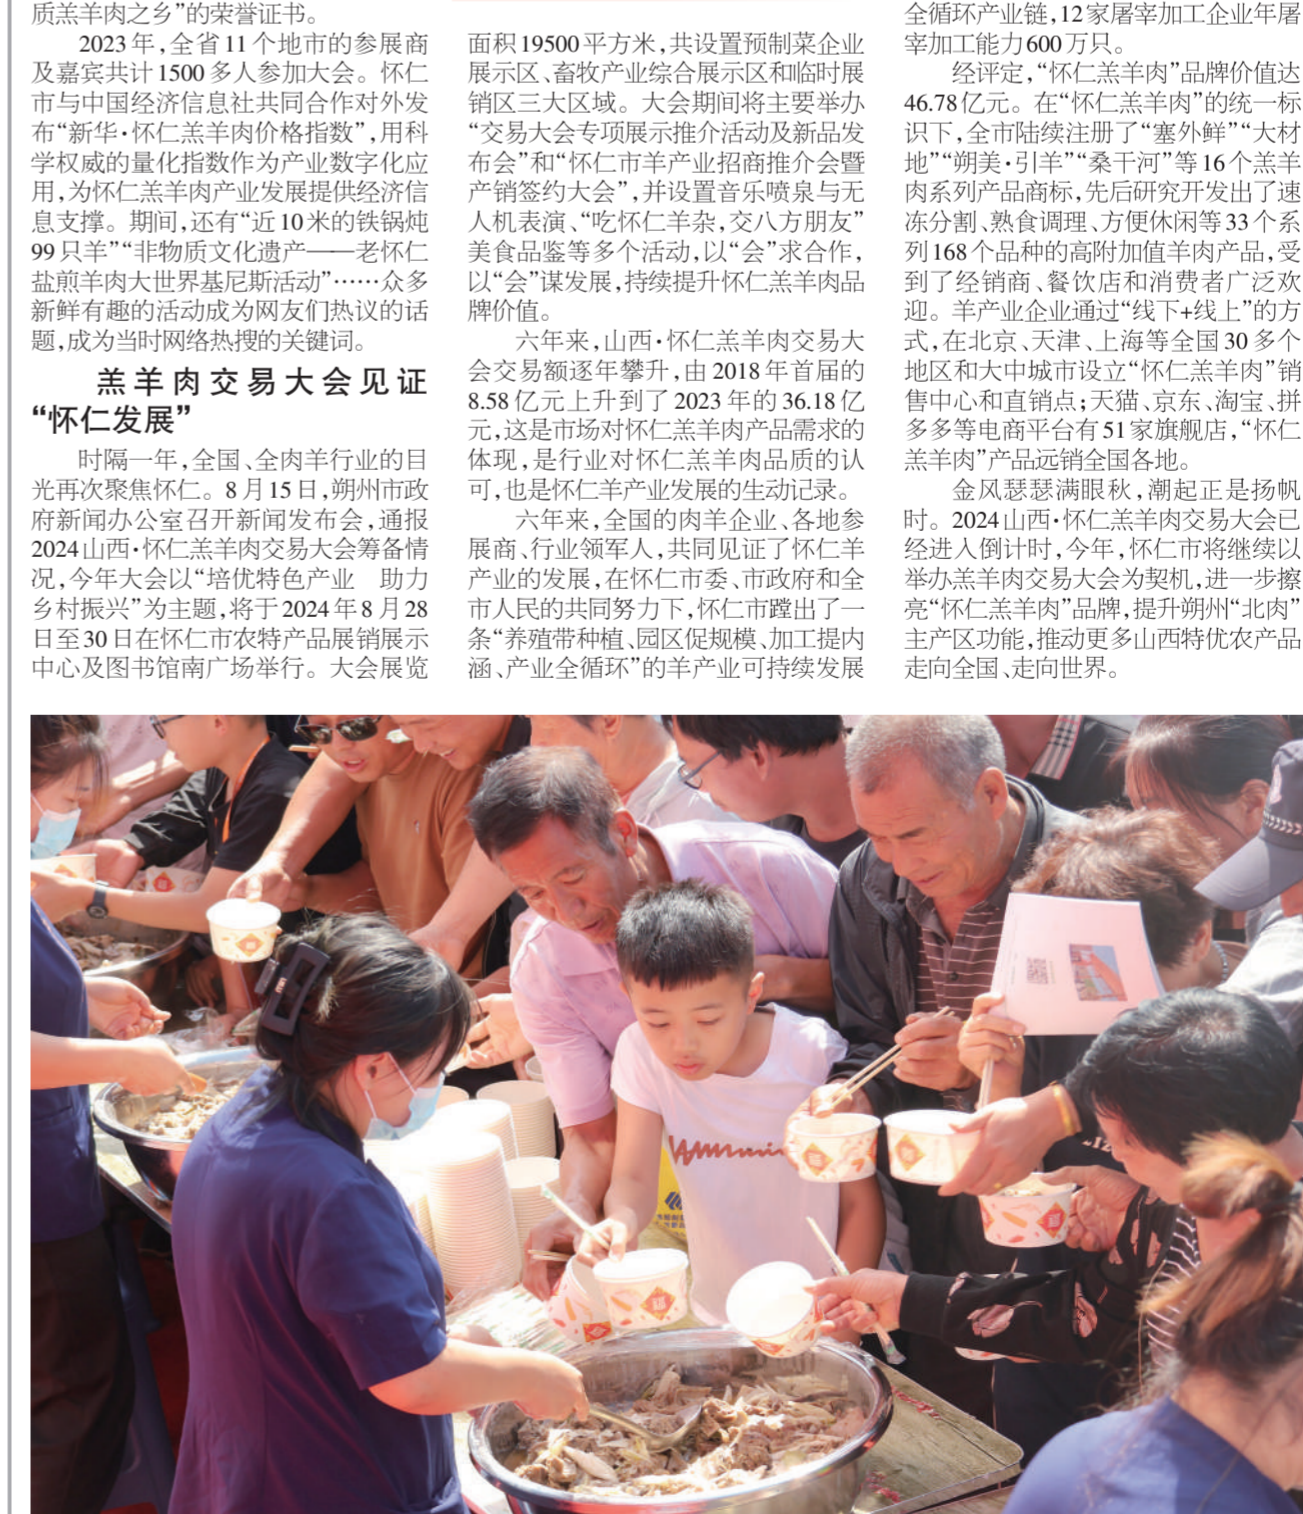 质羔羊肉之乡”的荣誉证书。
2023年,全省11个地市的参展商
及嘉宾共计1500多人参加大会。怀仁
市与中国经济信息社共同合作对外发
布“新华·怀仁羔羊肉价格指数”,用科
学权威的量化指数作为产业数字化应
用,为怀仁羔羊肉产业发展提供经济信
息支撑。期间,还有“近10米的铁锅炖
99只羊”“非物质文化遗产——老怀仁
盐煎羊肉大世界基尼斯活动”……众多
新鲜有趣的活动成为网友们热议的话
题,成为当时网络热搜的关键词。
羔羊肉交易大会见证
“怀仁发展”
时隔一年,全国、全肉羊行业的目
光再次聚焦怀仁。8月15日,朔州市政
府新闻办公室召开新闻发布会,通报
2024山西·怀仁羔羊肉交易大会筹备情
况,今年大会以“培优特色产业　助力
乡村振兴”为主题,将于2024年8月28
日至30日在怀仁市农特产品展销展示
中心及图书馆南广场举行。大会展览
面积19500平方米,共设置预制菜企业
展示区、畜牧产业综合展示区和临时展
销区三大区域。大会期间将主要举办
“交易大会专项展示推介活动及新品发
布会”和“怀仁市羊产业招商推介会暨
产销签约大会”,并设置音乐喷泉与无
人机表演、“吃怀仁羊杂,交八方朋友”
美食品鉴等多个活动,以“会”求合作,
以“会”谋发展,持续提升怀仁羔羊肉品
牌价值。
六年来,山西·怀仁羔羊肉交易大
会交易额逐年攀升,由2018年首届的
8.58亿元上升到了2023年的36.18亿
元,这是市场对怀仁羔羊肉产品需求的
体现,是行业对怀仁羔羊肉品质的认
可,也是怀仁羊产业发展的生动记录。
六年来,全国的肉羊企业、各地参
展商、行业领军人,共同见证了怀仁羊
产业的发展,在怀仁市委、市政府和全
市人民的共同努力下,怀仁市蹚出了一
条“养殖带种植、园区促规模、加工提内
涵、产业全循环”的羊产业可持续发展
全循环产业链,12家屠宰加工企业年屠
宰加工能力600万只。
经评定,“怀仁羔羊肉”品牌价值达
46.78亿元。在“怀仁羔羊肉”的统一标
识下,全市陆续注册了“塞外鲜”“大材
地”“朔美·引羊”“桑干河”等16个羔羊
肉系列产品商标,先后研究开发出了速
冻分割、熟食调理、方便休闲等33个系
列168个品种的高附加值羊肉产品,受
到了经销商、餐饮店和消费者广泛欢
迎。羊产业企业通过“线下+线上”的方
式,在北京、天津、上海等全国30多个
地区和大中城市设立“怀仁羔羊肉”销
售中心和直销点;天猫、京东、淘宝、拼
多多等电商平台有51家旗舰店,“怀仁
羔羊肉”产品远销全国各地。
金风瑟瑟满眼秋,潮起正是扬帆
时。2024山西·怀仁羔羊肉交易大会已
经进入倒计时,今年,怀仁市将继续以
举办羔羊肉交易大会为契机,进一步擦
亮“怀仁羔羊肉”品牌,提升朔州“北肉”
主产区功能,推动更多山西特优农产品
走向全国、走向世界。